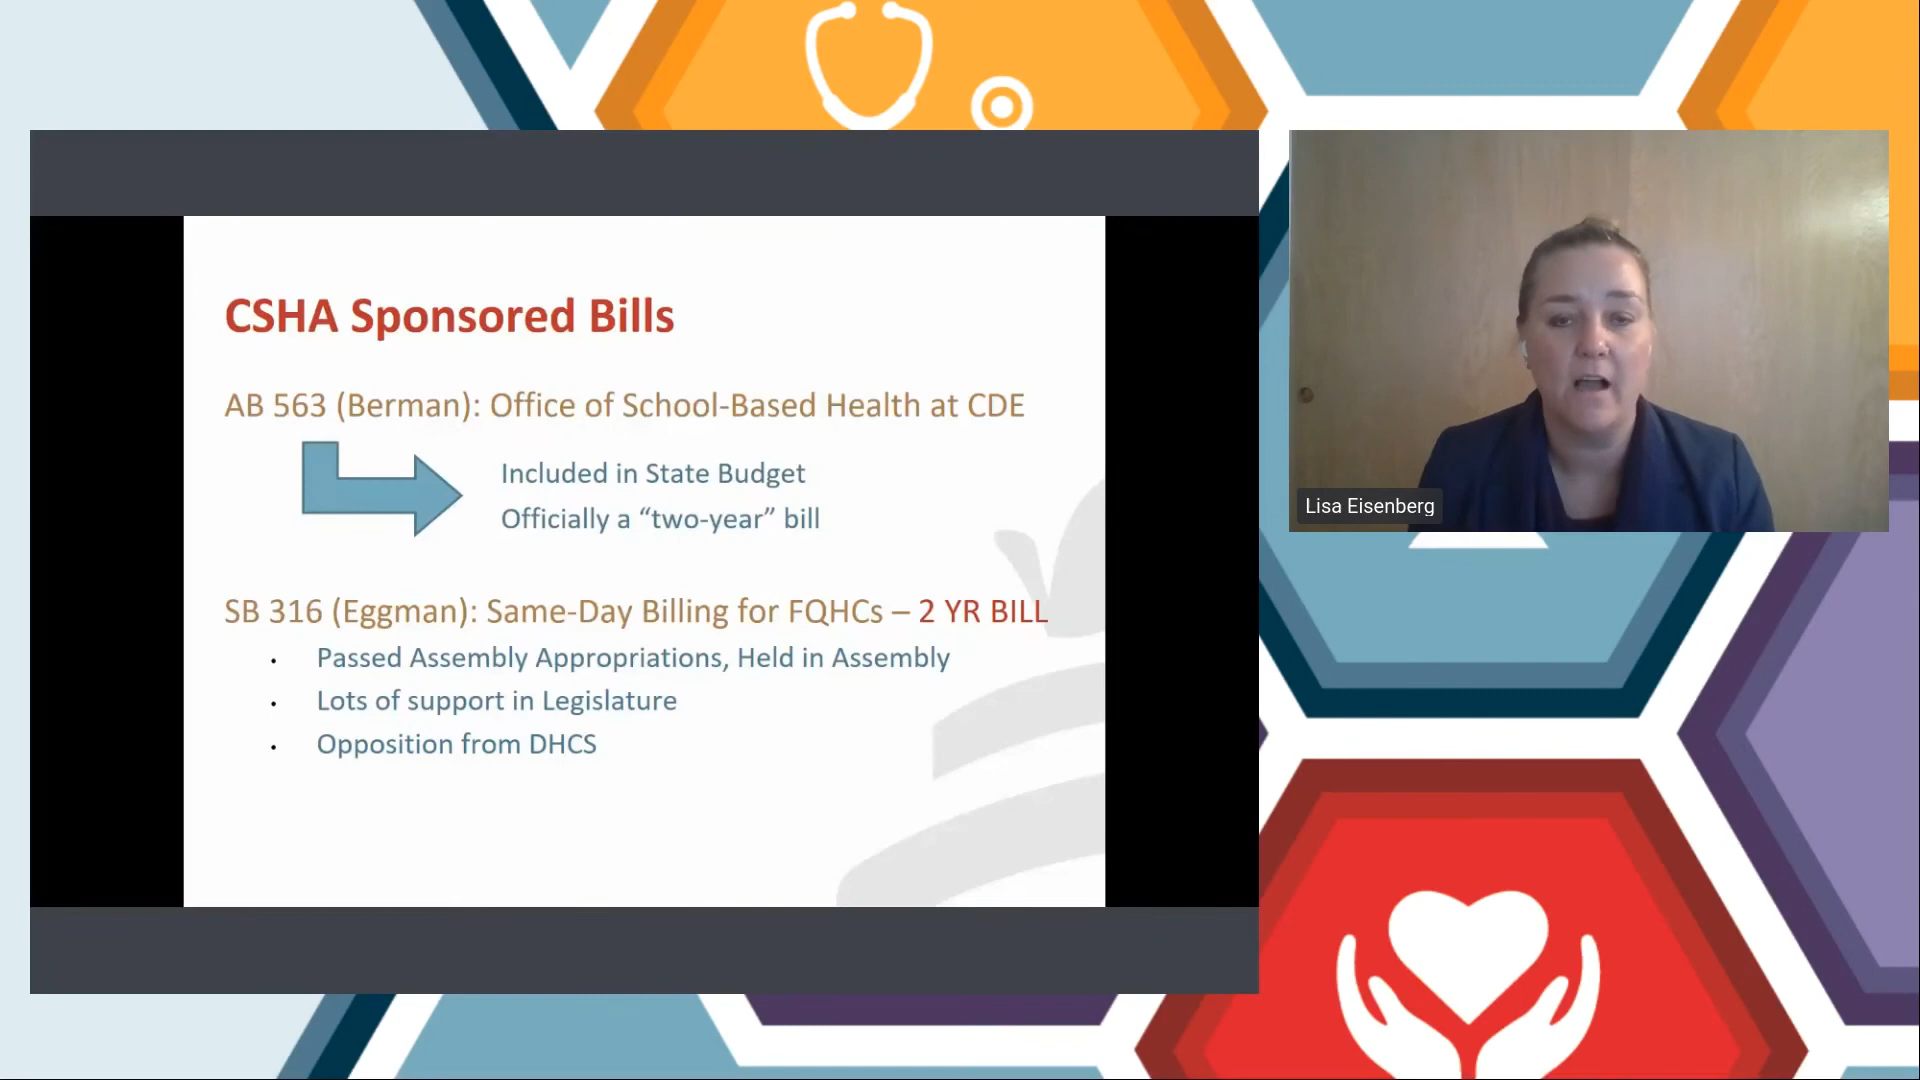 CSHA Sponsored Bills
AB 563 (Berman): Office of School-Based Health at CDE
Included in State Budget
Officially a “two-year” bill
SB 316 (Eggman): Same-Day Billing for FQHCs – 2 YR BILL
• Passed Assembly Appropriations, Held in Assembly
• Lots of support in Legislature
• Opposition from DHCS
Lisa Eisenberg